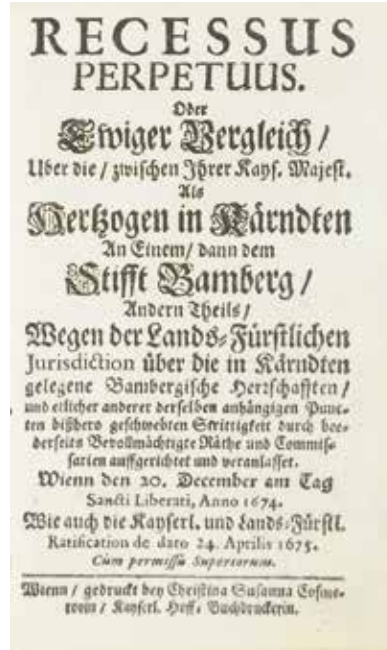 RECESSUS
PERPETUUS.
Oder
Ewiger Vergleich /
Uber die / zwischen Ihrer Kays. Majest.
Als
Hertzogen in Kärndten
An Einem / dann dem
Stifft Bamberg /
Andern Theils /
Wegen der Lands-Fürstlichen
Jurisdiction über die in Kärndten
gelegene Bambergische Herrschafften /
und etlicher anderer derselben anhängigen Punc-
ten bißhero geschwebten Strittigkeit durch bee-
derseits Bevollmächtigte Räthe und Commis-
sarien auffgerichtet und veranlasset.
Wienn den 20. December am Tag
Sancti Liberati, Anno 1674.
Wie auch die Kayserl. und Lands-Fürstl.
Ratification de dato 24. Aprilis 1675.
Cum permissu Superiorum.
Wienn / gedruckt bey Christina Susanna Cosme-
rovin / Kayserl. Hoff-Buchdruckerin.